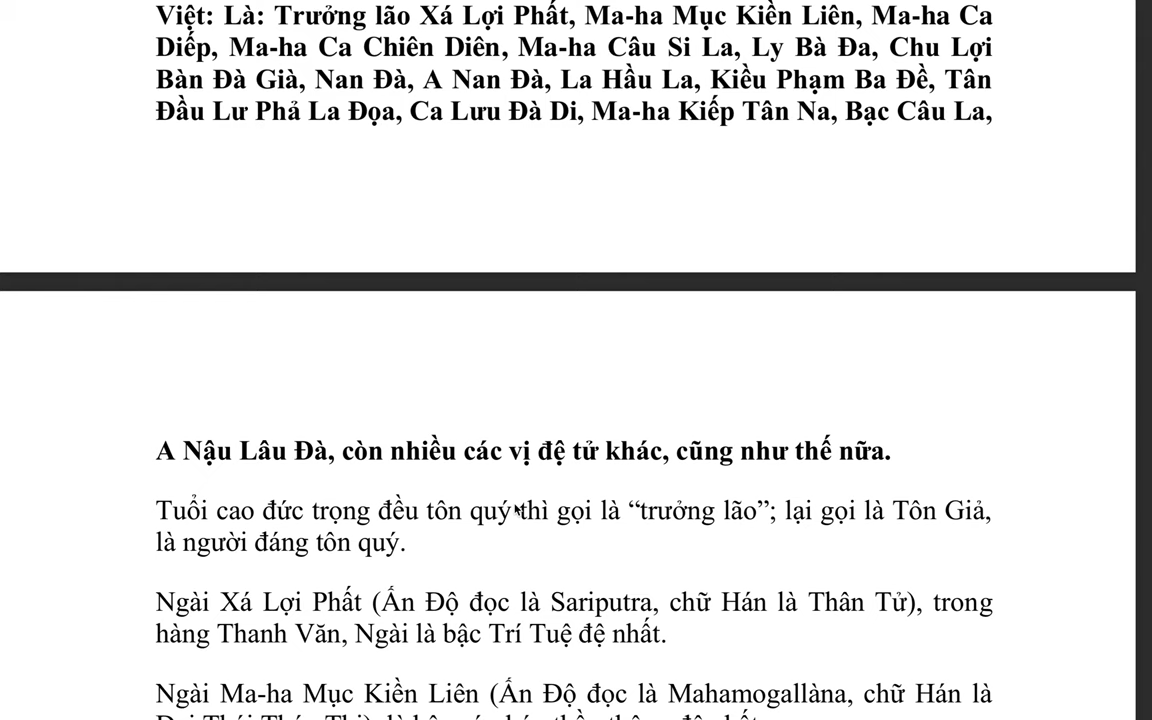 Việt: Là: Trưởng lão Xá Lợi Phất, Ma-ha Mục Kiền Liên, Ma-ha Ca
Diếp, Ma-ha Ca Chiên Diên, Ma-ha Câu Si La, Ly Bà Đa, Chu Lợi
Bàn Đà Già, Nan Đà, A Nan Đà, La Hầu La, Kiều Phạm Ba Đề, Tân
Đầu Lư Phả La Đọa, Ca Lưu Đà Di, Ma-ha Kiếp Tân Na, Bạc Câu La,
A Nậu Lâu Đà, còn nhiều các vị đệ tử khác, cũng như thế nữa.
Tuổi cao đức trọng đều tôn quý thì gọi là “trưởng lão”; lại gọi là Tôn Giả,
là người đáng tôn quý.
Ngài Xá Lợi Phất (Ấn Độ đọc là Sariputra, chữ Hán là Thân Tử), trong
hàng Thanh Văn, Ngài là bậc Trí Tuệ đệ nhất.
Ngài Ma-ha Mục Kiền Liên (Ấn Độ đọc là Mahamogallàna, chữ Hán là